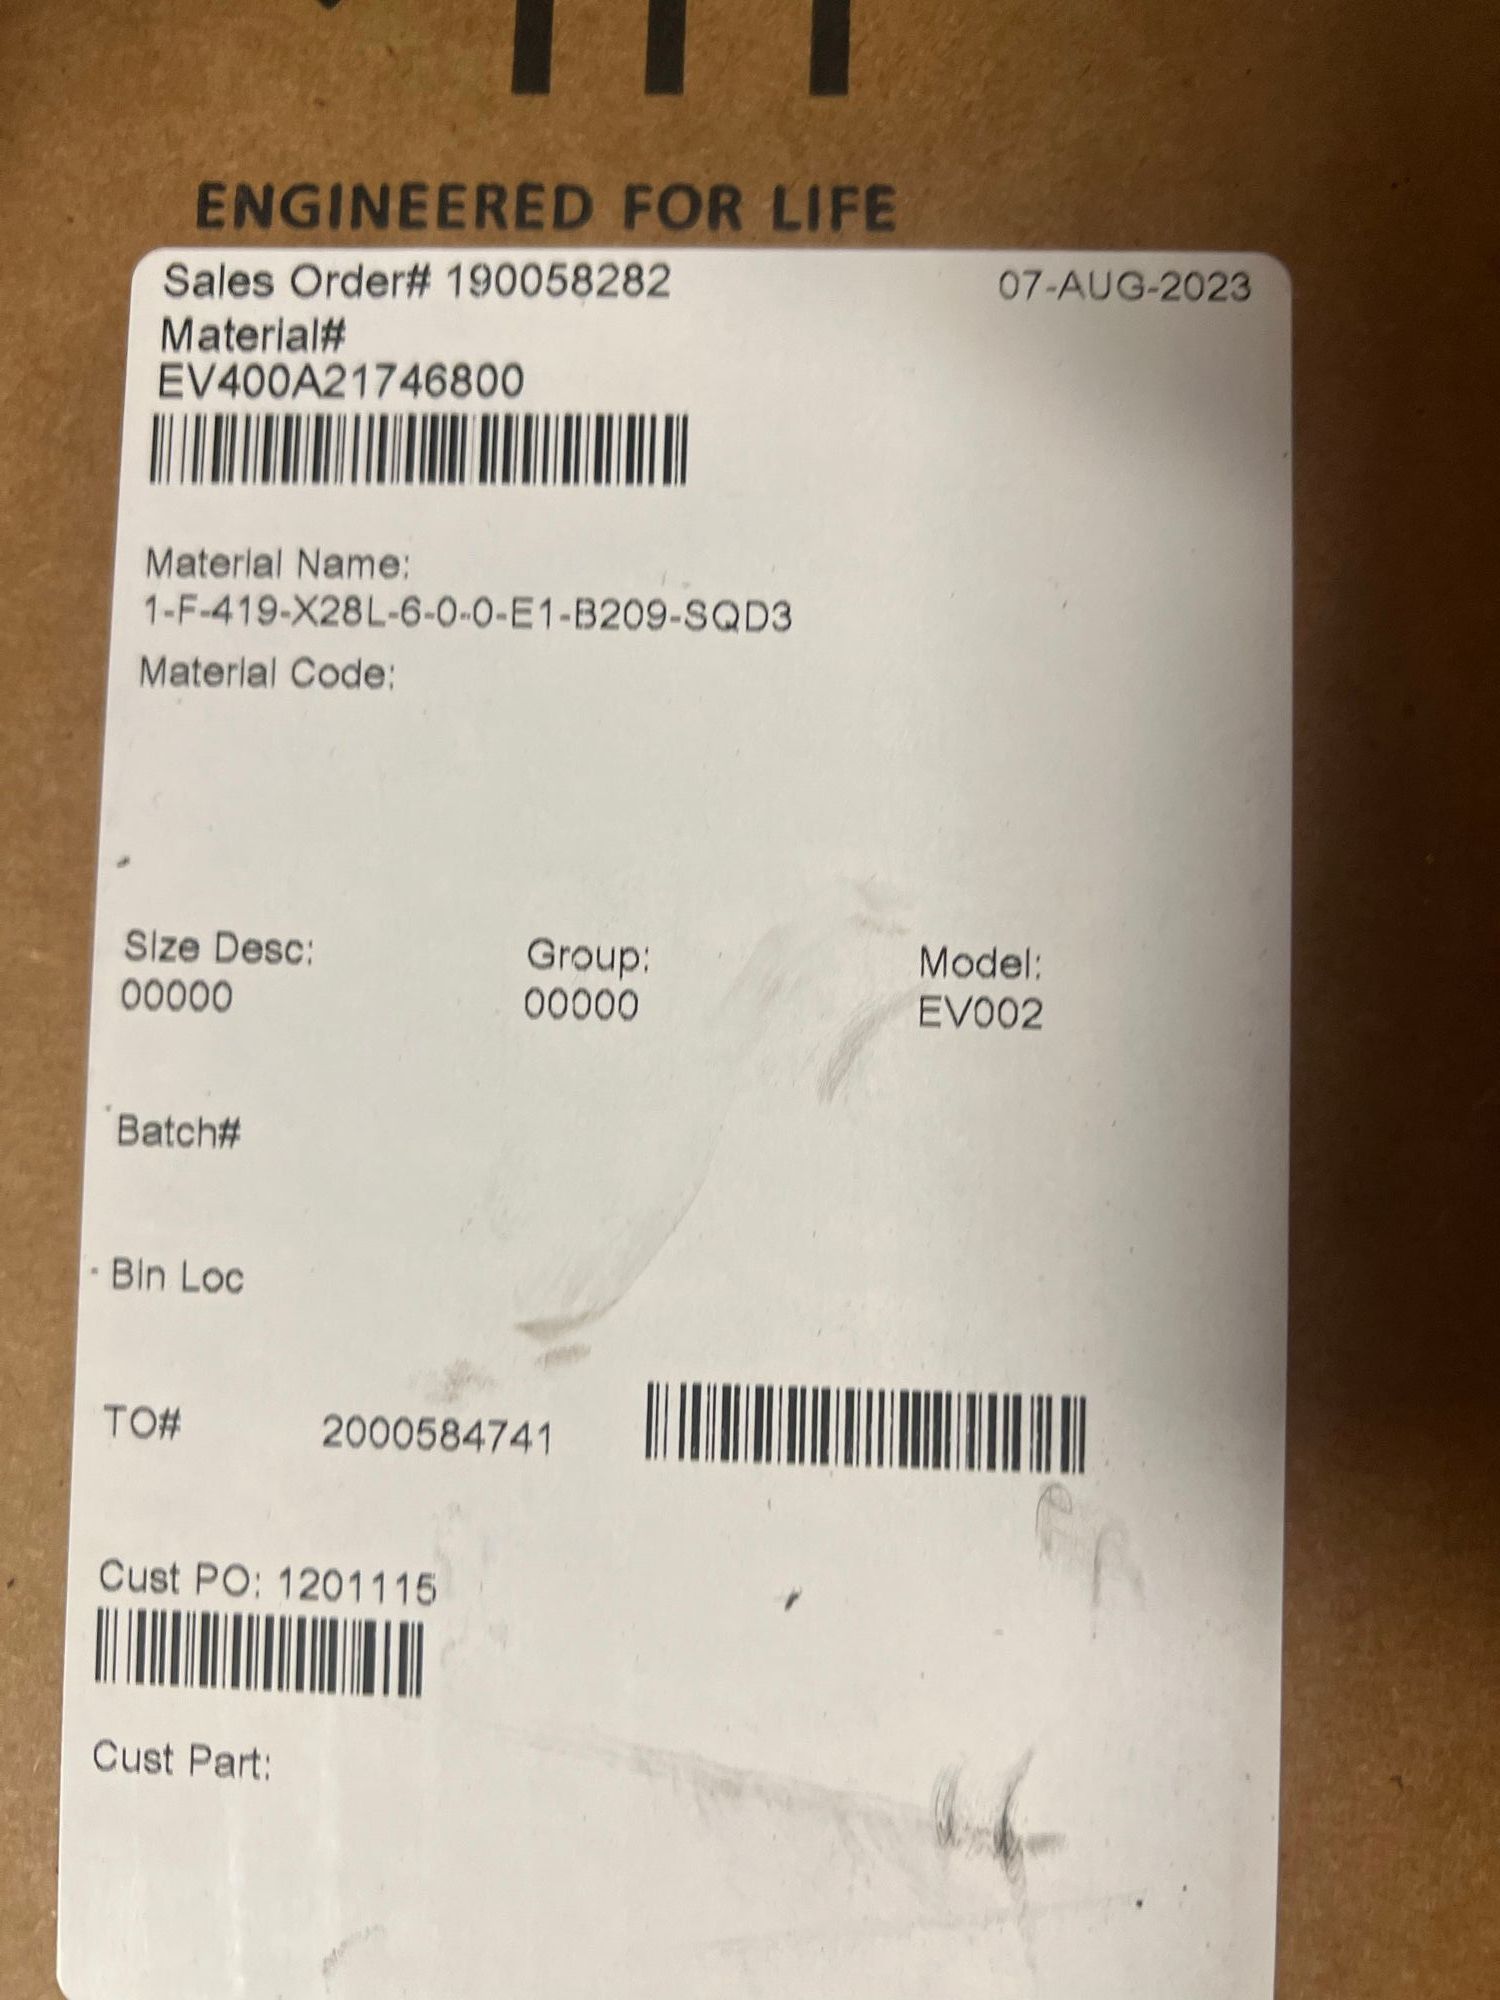 ENGINEERED FOR LIFE
Sales Order# 190058282 07-AUG-2023
Material#
EV400A21746800
Material Name:
1-F-419-X28L-6-0-0-E1-B209-SQD3
Material Code:
Size Desc: Group: Model:
00000 00000 EV002
Batch#
Bin Loc
TO# 2000584741
Cust PO: 1201115
Cust Part: